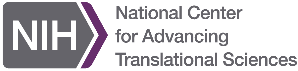 NIH
National Center
for Advancing
Translational Sciences